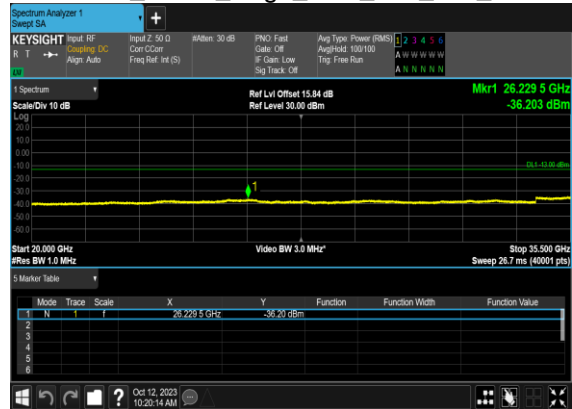 Spectrum Analyzer 1
Swept SA
+
KEYSIGHT Input: RF Input Z: 50 Ω #Atten: 30 dB PNO: Fast Avg Type: Power (RMS) 1 2 3 4 5 6
R T Coupling: DC Corr CCorr Gate: Off Avg|Hold: 100/100 A W W W W W
Align: Auto Freq Ref: Int (S) IF Gain: Low Trig: Free Run A N N N N N
Sig Track: Off
1 Spectrum Ref Lvl Offset 15.84 dB Mkr1 26.229 5 GHz
Scale/Div 10 dB Ref Level 30.00 dBm -36.203 dBm
Log
20.0
10.0
0.00
-10.0
DL1 -13.00 dBm
-20.0
1
-30.0
-40.0
-50.0
-60.0
Start 20.000 GHz Video BW 3.0 MHz* Stop 35.500 GHz
#Res BW 1.0 MHz Sweep 26.7 ms (40001 pts)
5 Marker Table
Mode Trace Scale X Y Function Function Width Function Value
1 N 1 f 26.229 5 GHz -36.20 dBm
2
3
4
5
6
? Oct 12, 2023
10:20:14 AM